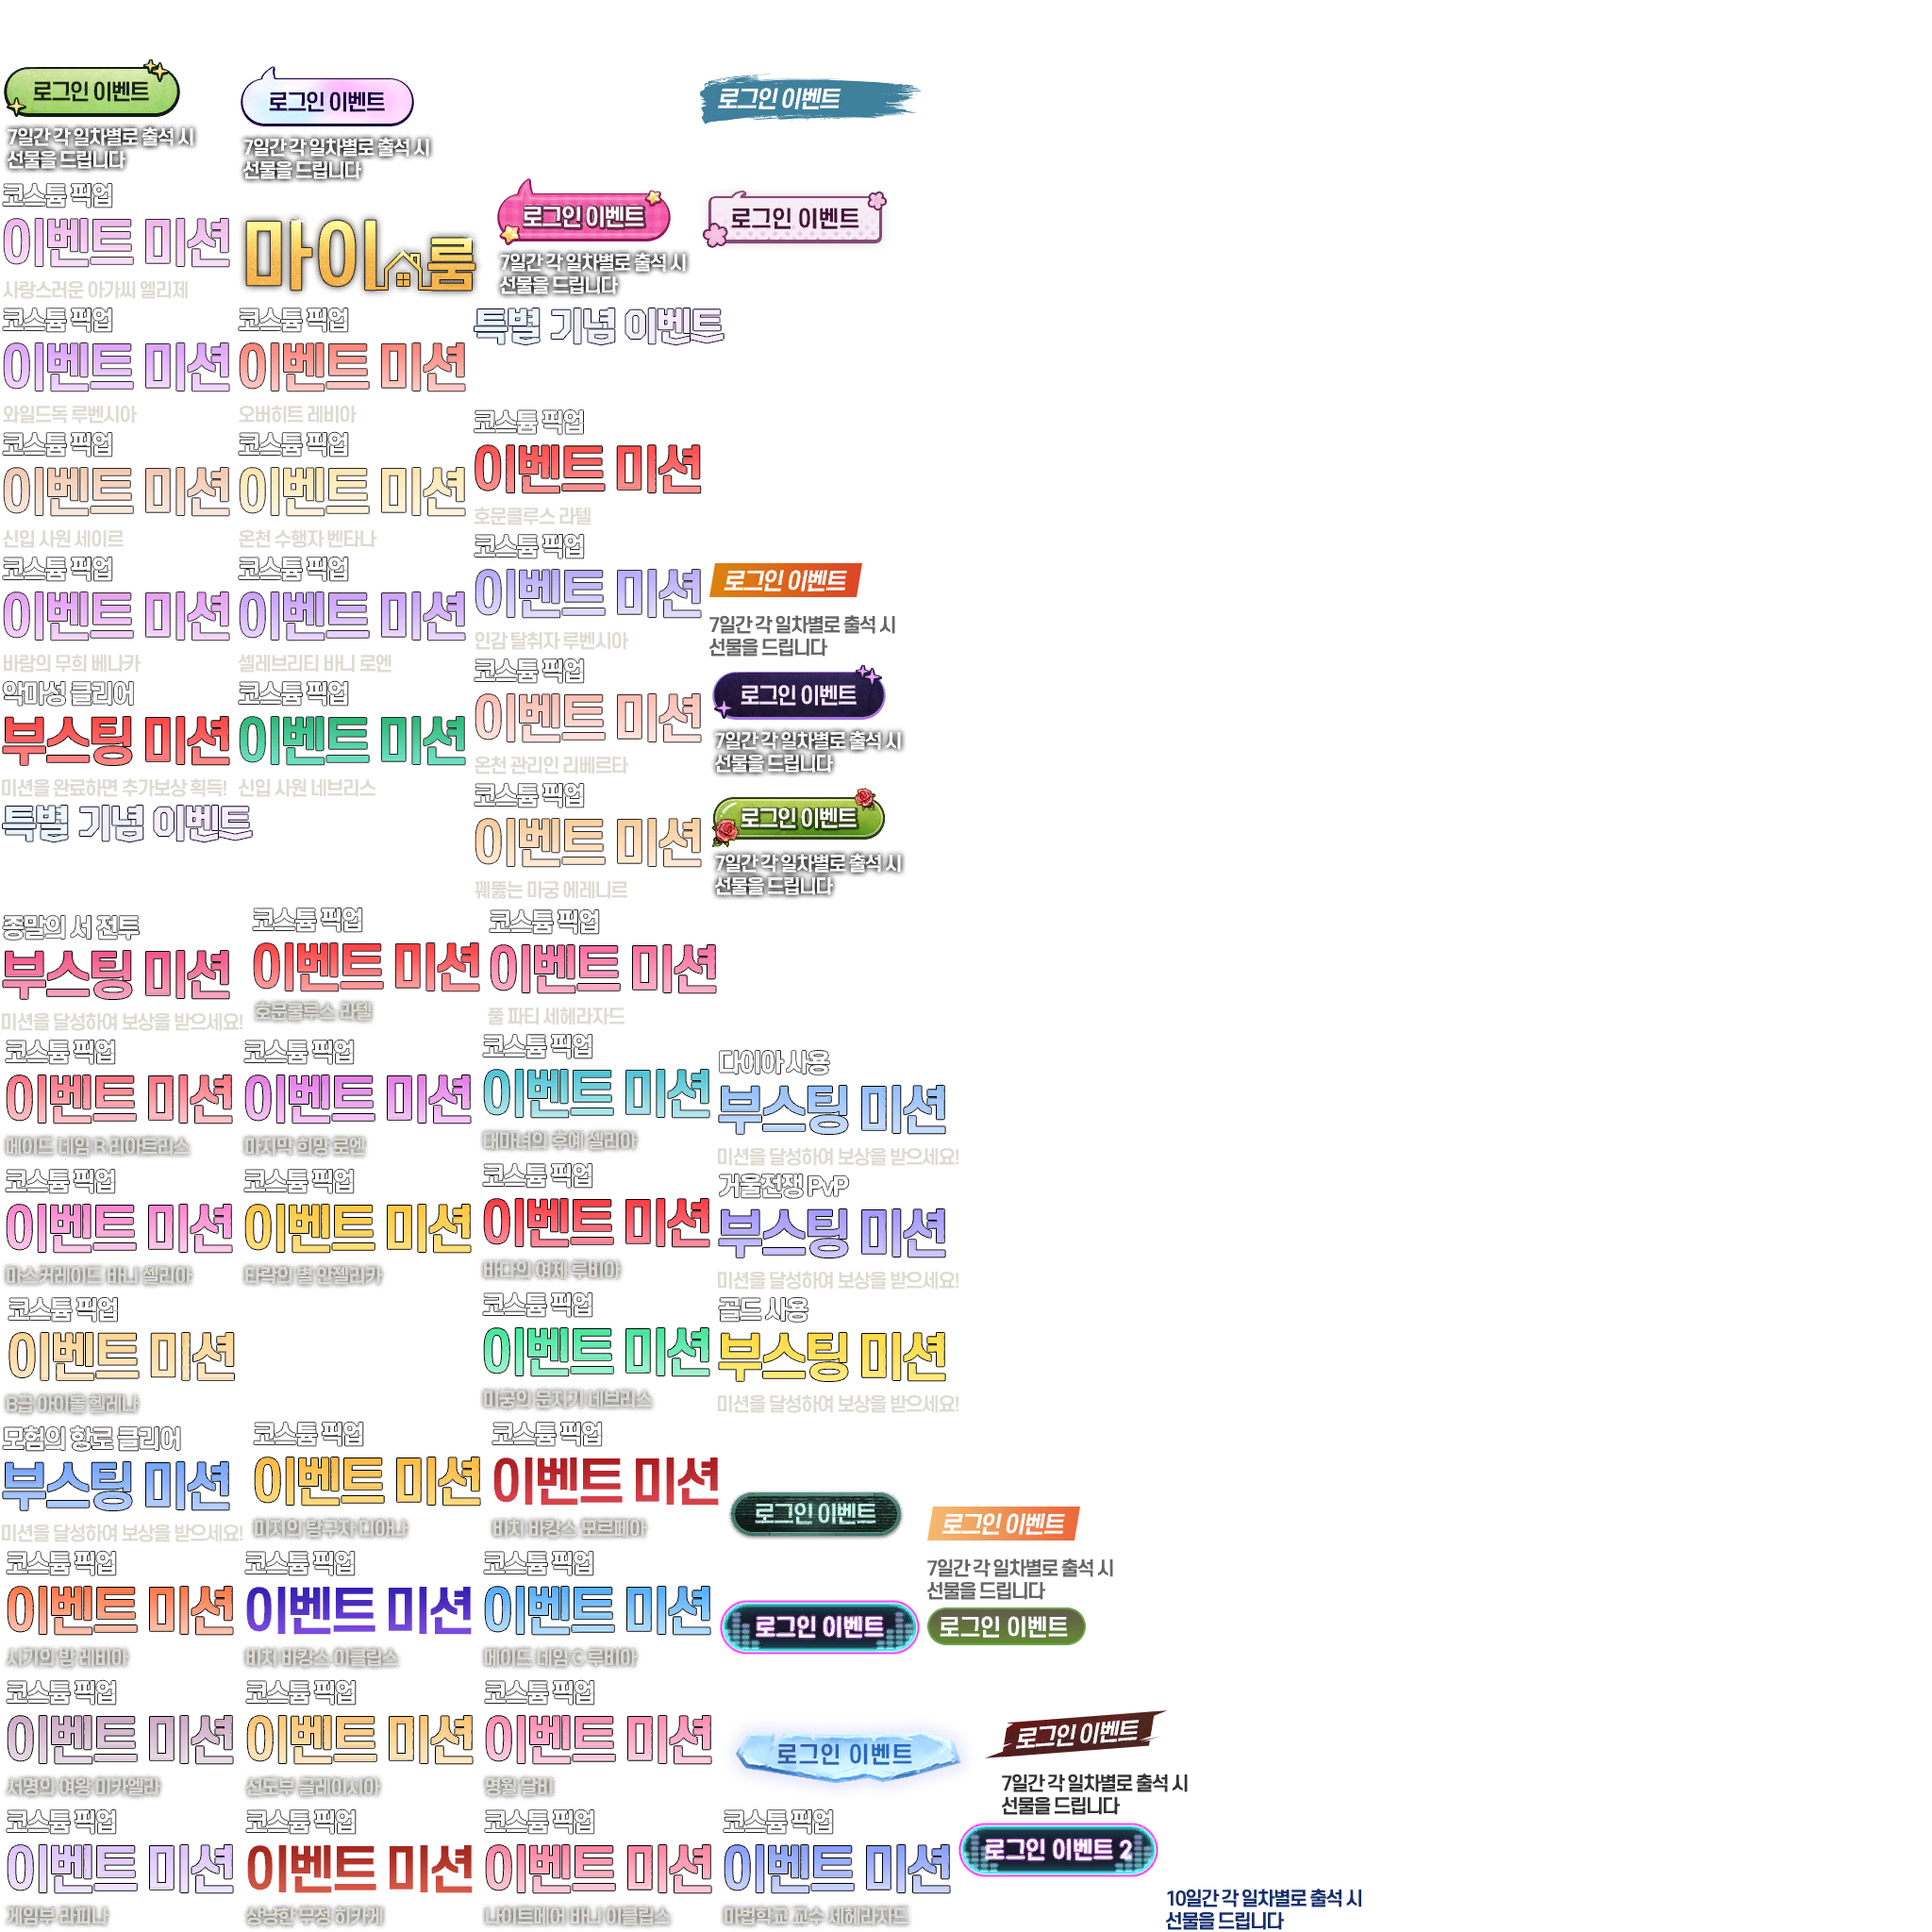 로그인 이벤트
7일간 각 일차별로 출석 시
선물을 드립니다
로그인 이벤트
7일간 각 일차별로 출석 시
선물을 드립니다
로그인 이벤트
코스튬 픽업
이벤트 미션
사랑스러운 아가씨 엘리제
마이룸
로그인 이벤트
7일간 각 일차별로 출석 시
선물을 드립니다
로그인 이벤트
코스튬 픽업
이벤트 미션
와일드독 루벤시아
코스튬 픽업
이벤트 미션
오버히트 레비아
특별 기념 이벤트
코스튬 픽업
이벤트 미션
신입 사원 세이르
코스튬 픽업
이벤트 미션
온천 수행자 벤타나
코스튬 픽업
이벤트 미션
호문클루스 라텔
코스튬 픽업
이벤트 미션
바람의 무희 베나카
코스튬 픽업
이벤트 미션
셀레브리티 바니 로엔
코스튬 픽업
이벤트 미션
인감 탈취자 루벤시아
로그인 이벤트
7일간 각 일차별로 출석 시
선물을 드립니다
악마성 클리어
부스팅 미션
미션을 완료하면 추가보상 획득!
코스튬 픽업
이벤트 미션
신입 사원 네브리스
코스튬 픽업
이벤트 미션
온천 관리인 리베르타
로그인 이벤트
7일간 각 일차별로 출석 시
선물을 드립니다
특별 기념 이벤트
코스튬 픽업
이벤트 미션
꿰뚫는 마궁 에레니르
로그인 이벤트
7일간 각 일차별로 출석 시
선물을 드립니다
종말의 서 전투
부스팅 미션
미션을 달성하여 보상을 받으세요!
코스튬 픽업
이벤트 미션
호문클루스 라텔
코스튬 픽업
이벤트 미션
풀 파티 세헤라자드
코스튬 픽업
이벤트 미션
메이드 네임 R 리아트리스
코스튬 픽업
이벤트 미션
마지막 희망 로엔
코스튬 픽업
이벤트 미션
대마녀의 후예 셀리아
다이아 사용
부스팅 미션
미션을 달성하여 보상을 받으세요!
코스튬 픽업
이벤트 미션
마스커레이드 바니 셀리아
코스튬 픽업
이벤트 미션
타락의 별 안젤리카
코스튬 픽업
이벤트 미션
바다의 여제 루비아
거울전쟁 PvP
부스팅 미션
미션을 달성하여 보상을 받으세요!
코스튬 픽업
이벤트 미션
B급 아이돌 헬레나
코스튬 픽업
이벤트 미션
미궁의 문지기 네브리스
골드 사용
부스팅 미션
미션을 달성하여 보상을 받으세요!
모험의 항로 클리어
부스팅 미션
미션을 달성하여 보상을 받으세요!
코스튬 픽업
이벤트 미션
미지의 탐구자 디아나
코스튬 픽업
이벤트 미션
비치 바캉스 모르페아
로그인 이벤트
로그인 이벤트
7일간 각 일차별로 출석 시
선물을 드립니다
코스튬 픽업
이벤트 미션
시기의 밤 레비아
코스튬 픽업
이벤트 미션
비치 바캉스 이클립스
코스튬 픽업
이벤트 미션
메이드 네임 C 루비아
로그인 이벤트
로그인 이벤트
코스튬 픽업
이벤트 미션
서명의 여왕 미카엘라
코스튬 픽업
이벤트 미션
선도부 글레이시아
코스튬 픽업
이벤트 미션
명월 달비
로그인 이벤트
로그인 이벤트
7일간 각 일차별로 출석 시
선물을 드립니다
코스튬 픽업
이벤트 미션
게임부 라피나
코스튬 픽업
이벤트 미션
상냥한 무정 히카게
코스튬 픽업
이벤트 미션
나이트메어 바니 이클립스
코스튬 픽업
이벤트 미션
마법학교 교수 세헤라자드
로그인 이벤트 2
10일간 각 일차별로 출석 시
선물을 드립니다